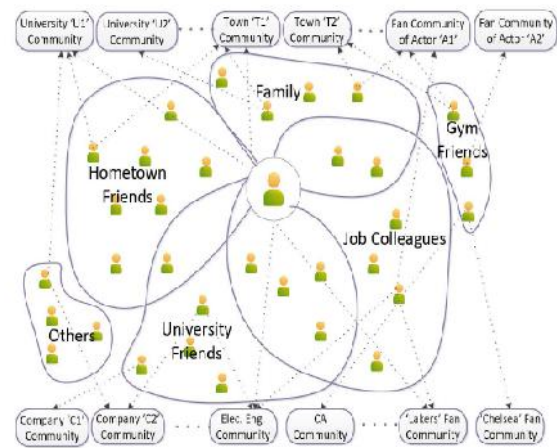 University 'U1'
Community
University 'U2'
Community
Town 'T1'
Community
Town 'T2'
Community
Fan Community
of Actor 'A1'
Fan Community
of Actor 'A2'
Family
Gym
Friends
Hometown
Friends
Job Colleagues
Others
University
Friends
Company 'C1'
Community
Company 'C2'
Community
Elec. Eng
Community
CA
Community
'Lakers' Fan
Community
'Chelsea' Fan
Community